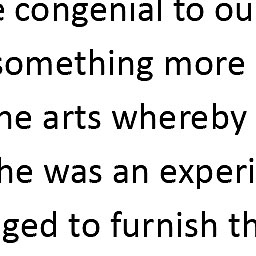 congenial to ou
something more
he arts whereby
he was an experi
ged to furnish th